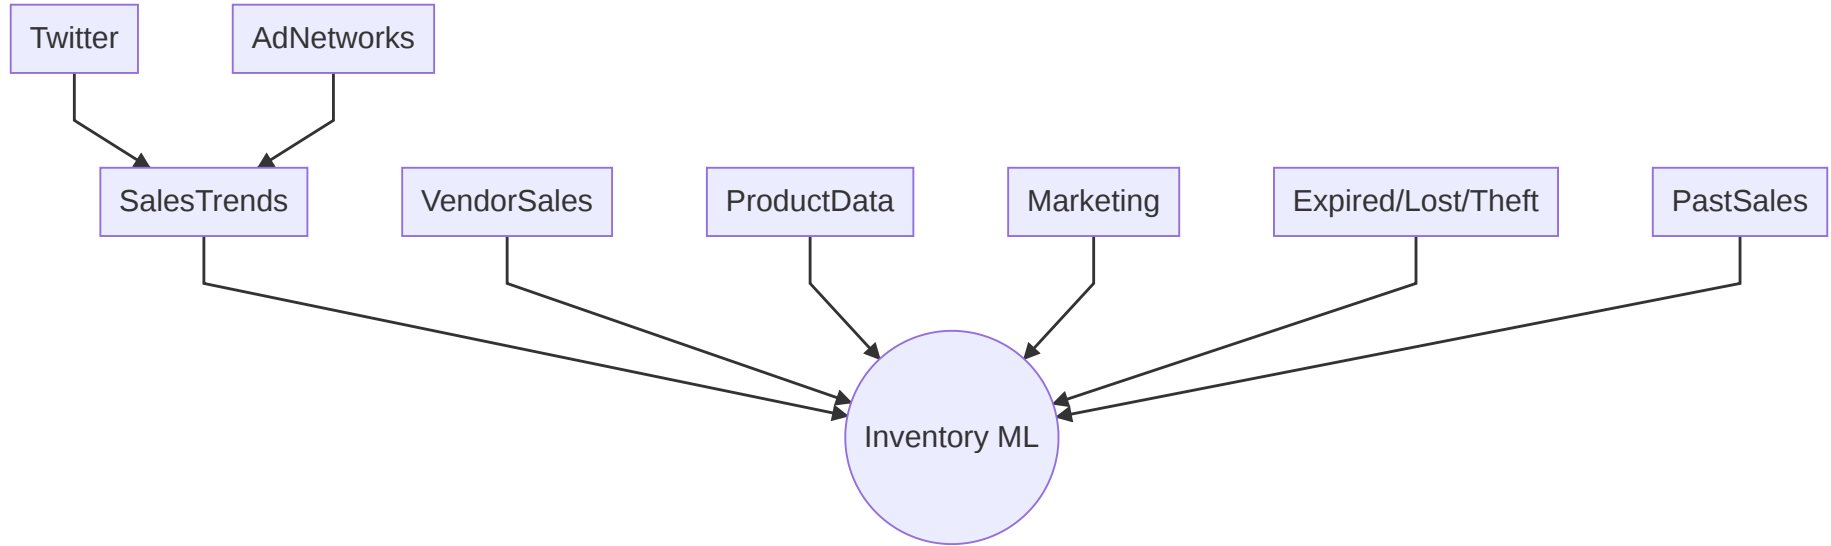 Twitter
AdNetworks
SalesTrends
VendorSales
ProductData
Marketing
Expired/Lost/Theft
PastSales
Inventory ML